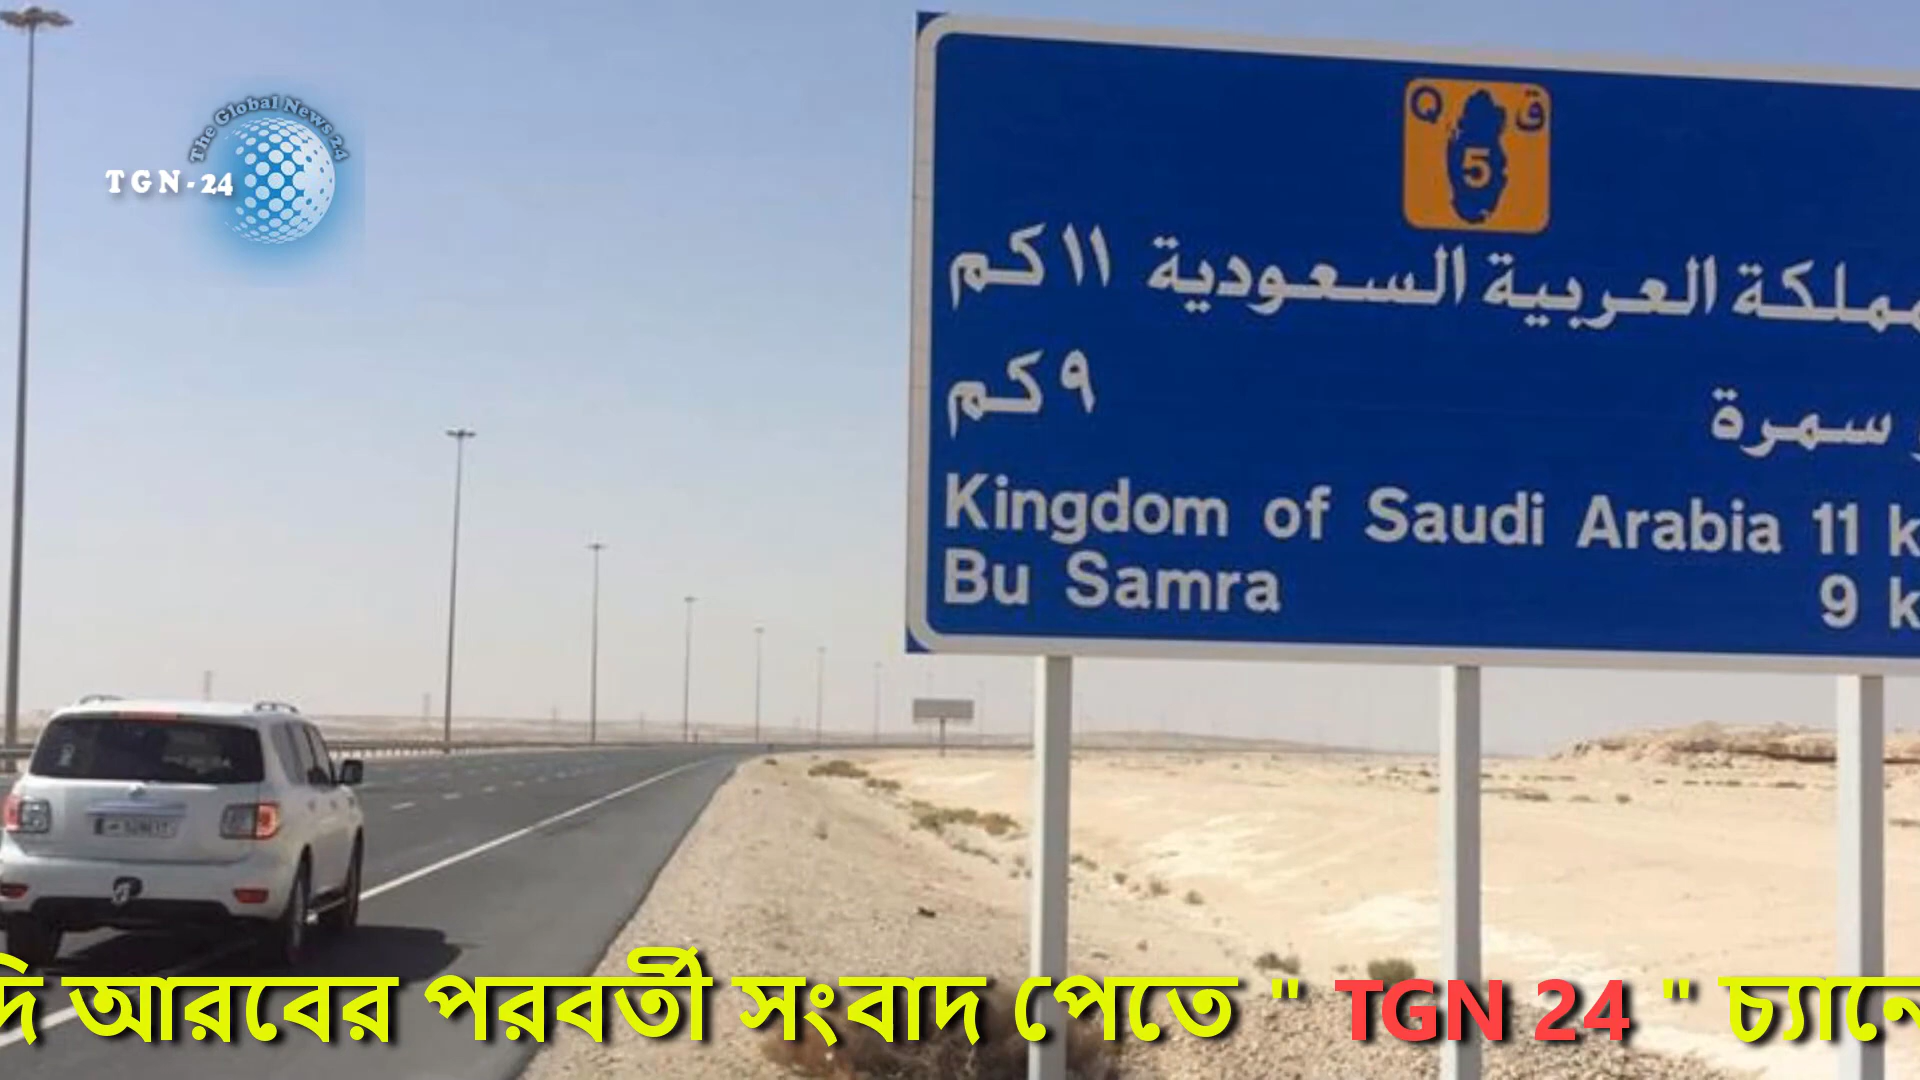 The Global News 24
TGN-24
Q ق
5
مملكة العربية السعودية ١١ كم
سمرة ٩ كم
Kingdom of Saudi Arabia 11 k
Bu Samra 9 k
দি আরবের পরবর্তী সংবাদ পেতে " TGN 24 " চ্যানে